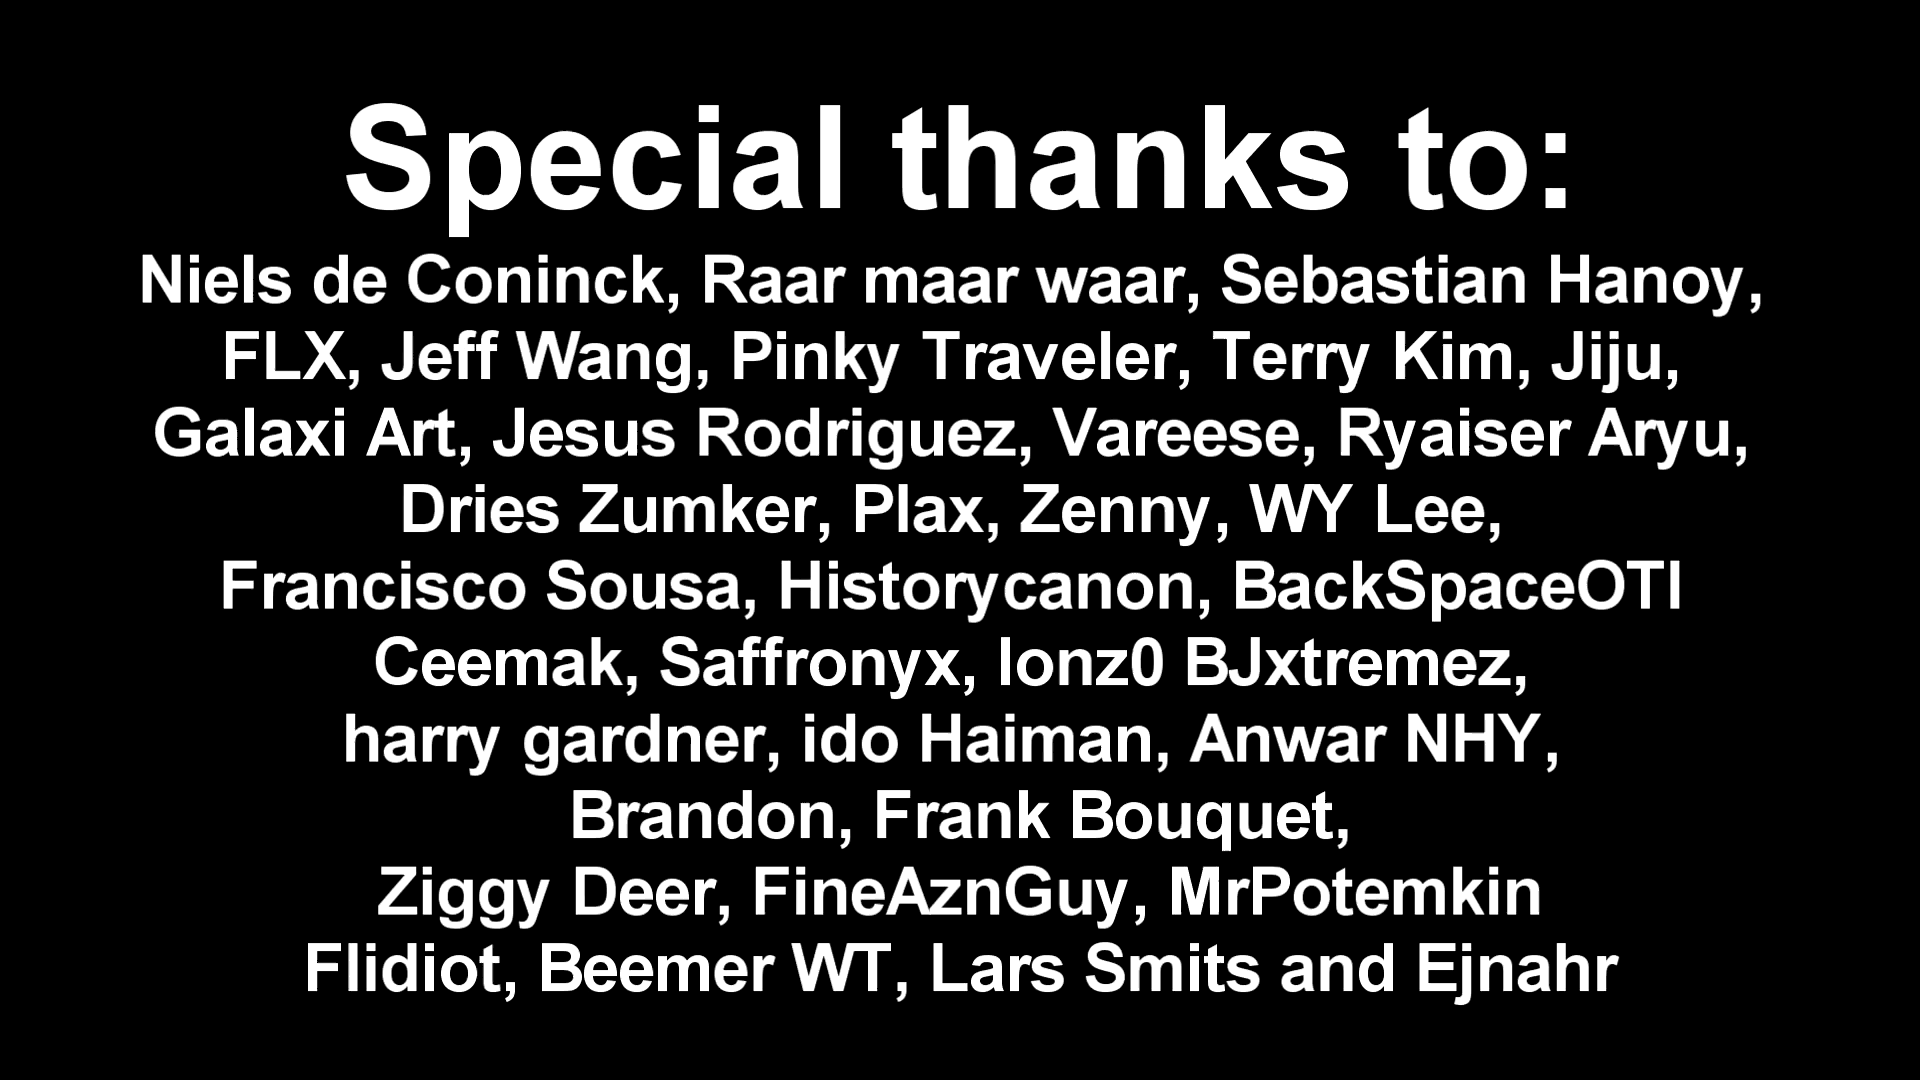 Special thanks to:
Niels de Coninck, Raar maar waar, Sebastian Hanoy,
FLX, Jeff Wang, Pinky Traveler, Terry Kim, Jiju,
Galaxi Art, Jesus Rodriguez, Vareese, Ryaiser Aryu,
Dries Zumker, Plax, Zenny, WY Lee,
Francisco Sousa, Historycanon, BackSpaceOTI
Ceemak, Saffronyx, lonz0 BJxtremez,
harry gardner, ido Haiman, Anwar NHY,
Brandon, Frank Bouquet,
Ziggy Deer, FineAznGuy, MrPotemkin
Flidiot, Beemer WT, Lars Smits and Ejnahr